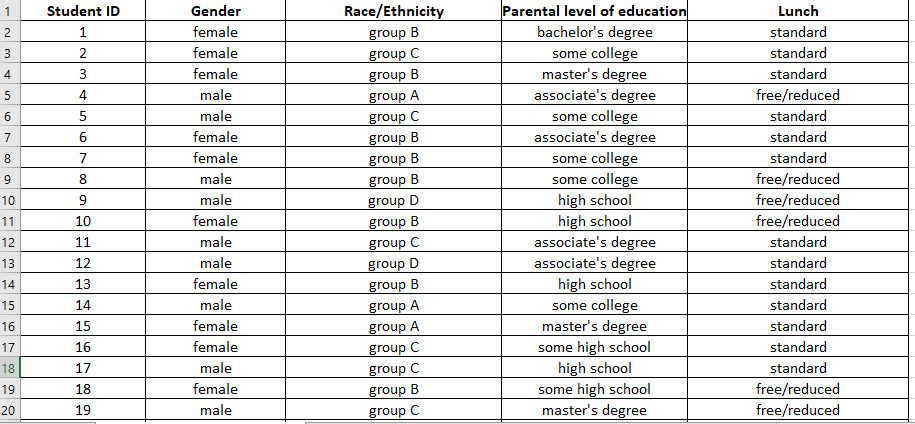 1 Student ID Gender Race/Ethnicity Parental level of education Lunch
2 1 female group B bachelor's degree standard
3 2 female group C some college standard
4 3 female group B master's degree standard
5 4 male group A associate's degree free/reduced
6 5 male group C some college standard
7 6 female group B associate's degree standard
8 7 female group B some college standard
9 8 male group B some college free/reduced
10 9 male group D high school free/reduced
11 10 female group B high school free/reduced
12 11 male group C associate's degree standard
13 12 male group D associate's degree standard
14 13 female group B high school standard
15 14 male group A some college standard
16 15 female group A master's degree standard
17 16 female group C some high school standard
18 17 male group C high school standard
19 18 female group B some high school free/reduced
20 19 male group C master's degree free/reduced